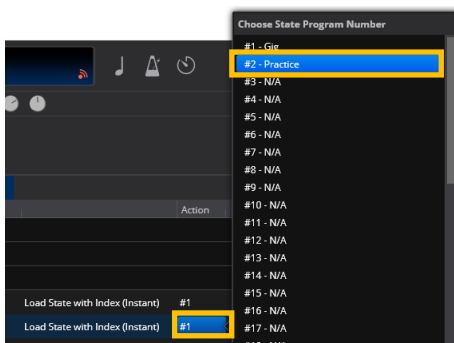 Choose State Program Number
#1 - Gig
#2 - Practice
#3 - N/A
#4 - N/A
#5 - N/A
#6 - N/A
#7 - N/A
#8 - N/A
#9 - N/A
#10 - N/A
#11 - N/A
#12 - N/A
#13 - N/A
#14 - N/A
#15 - N/A
#16 - N/A
#17 - N/A
Action
Load State with Index (Instant) #1
Load State with Index (Instant) #1